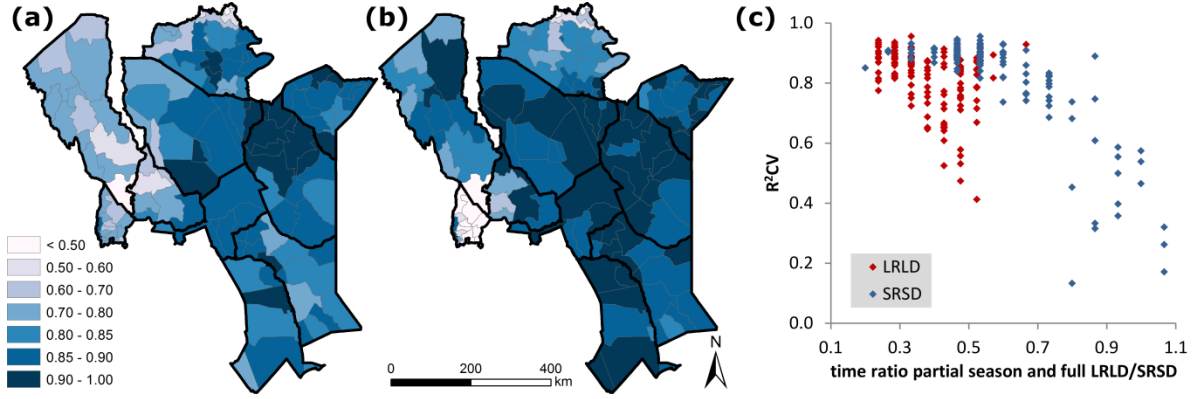 (a)
< 0.50
0.50 - 0.60
0.60 - 0.70
0.70 - 0.80
0.80 - 0.85
0.85 - 0.90
0.90 - 1.00
(b)
N
0 200 400
km
(c)
R²CV
1.0
0.8
0.6
0.4
0.2
0.0
LRLD
SRSD
0.1 0.3 0.5 0.7 0.9 1.1
time ratio partial season and full LRLD/SRSD